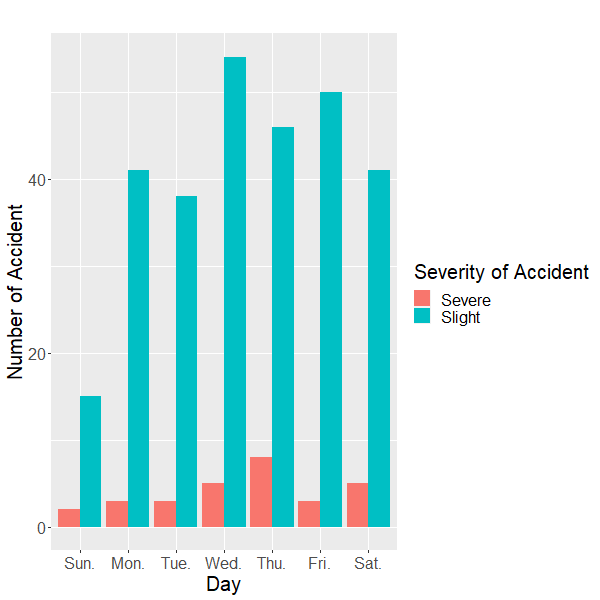 Number of Accident
40
20
0
Sun. Mon. Tue. Wed. Thu. Fri. Sat.
Day
Severity of Accident
Severe
Slight